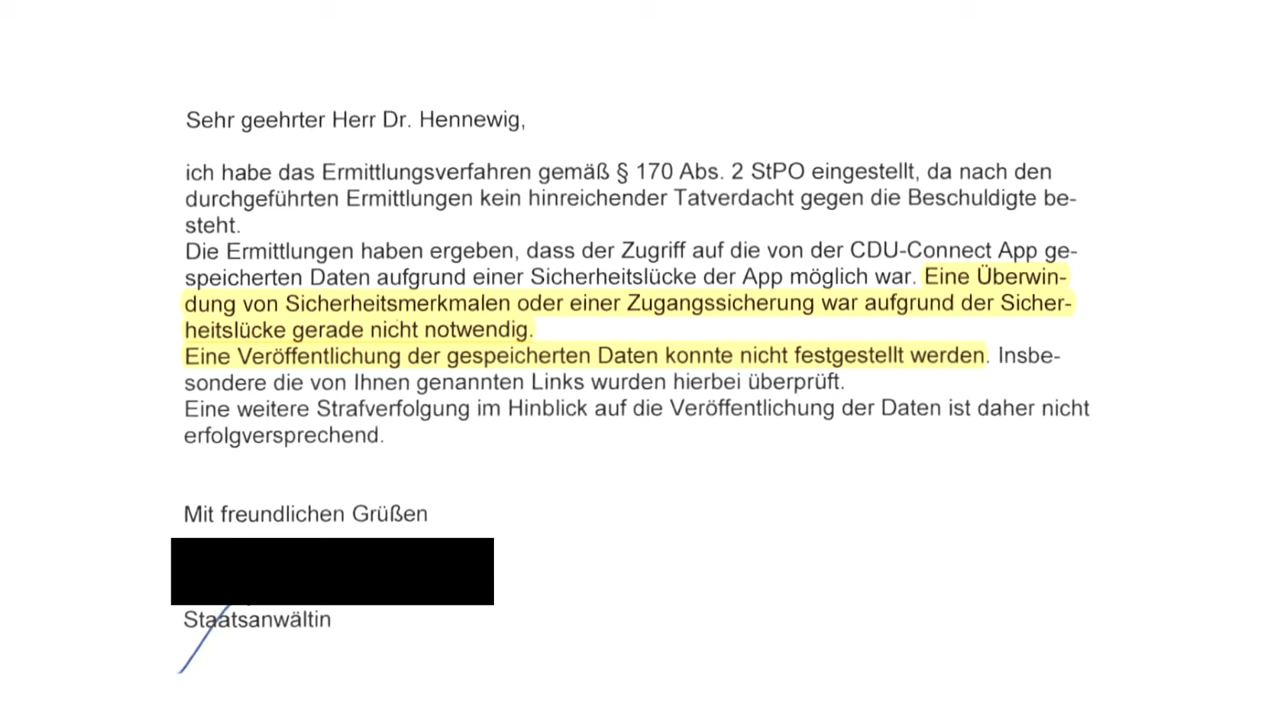 Sehr geehrter Herr Dr. Hennewig,
ich habe das Ermittlungsverfahren gemäß § 170 Abs. 2 StPO eingestellt, da nach den
durchgeführten Ermittlungen kein hinreichender Tatverdacht gegen die Beschuldigte be-
steht.
Die Ermittlungen haben ergeben, dass der Zugriff auf die von der CDU-Connect App ge-
speicherten Daten aufgrund einer Sicherheitslücke der App möglich war. Eine Überwin-
dung von Sicherheitsmerkmalen oder einer Zugangssicherung war aufgrund der Sicher-
heitslücke gerade nicht notwendig.
Eine Veröffentlichung der gespeicherten Daten konnte nicht festgestellt werden. Insbe-
sondere die von Ihnen genannten Links wurden hierbei überprüft.
Eine weitere Strafverfolgung im Hinblick auf die Veröffentlichung der Daten ist daher nicht
erfolgversprechend.
Mit freundlichen Grüßen
Staatsanwältin